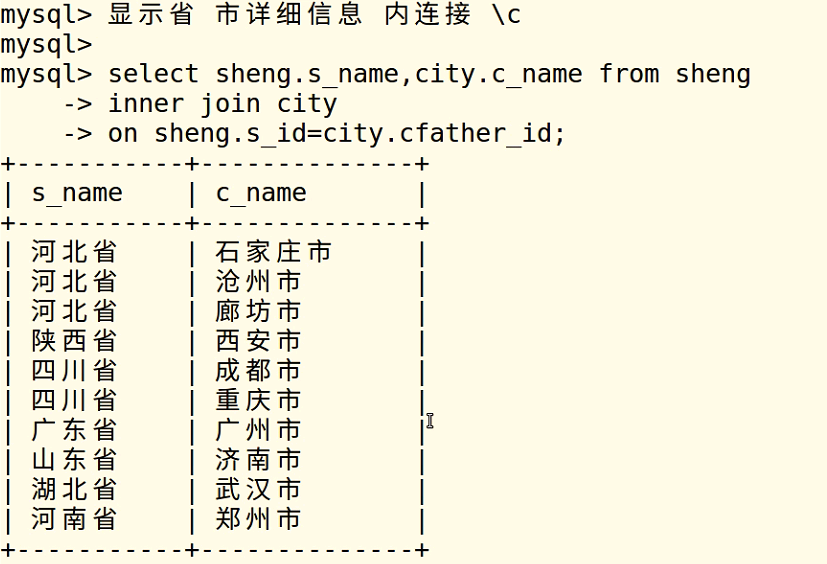 mysql> 显示省 市详细信息 内连接 \c
mysql>
mysql> select sheng.s_name,city.c_name from sheng
    -> inner join city
    -> on sheng.s_id=city.cfather_id;
+-----------+--------------+
| s_name    | c_name       |
+-----------+--------------+
| 河北省    | 石家庄市     |
| 河北省    | 沧州市       |
| 河北省    | 廊坊市       |
| 陕西省    | 西安市       |
| 四川省    | 成都市       |
| 四川省    | 重庆市       |
| 广东省    | 广州市       |
| 山东省    | 济南市       |
| 湖北省    | 武汉市       |
| 河南省    | 郑州市       |
+-----------+--------------+